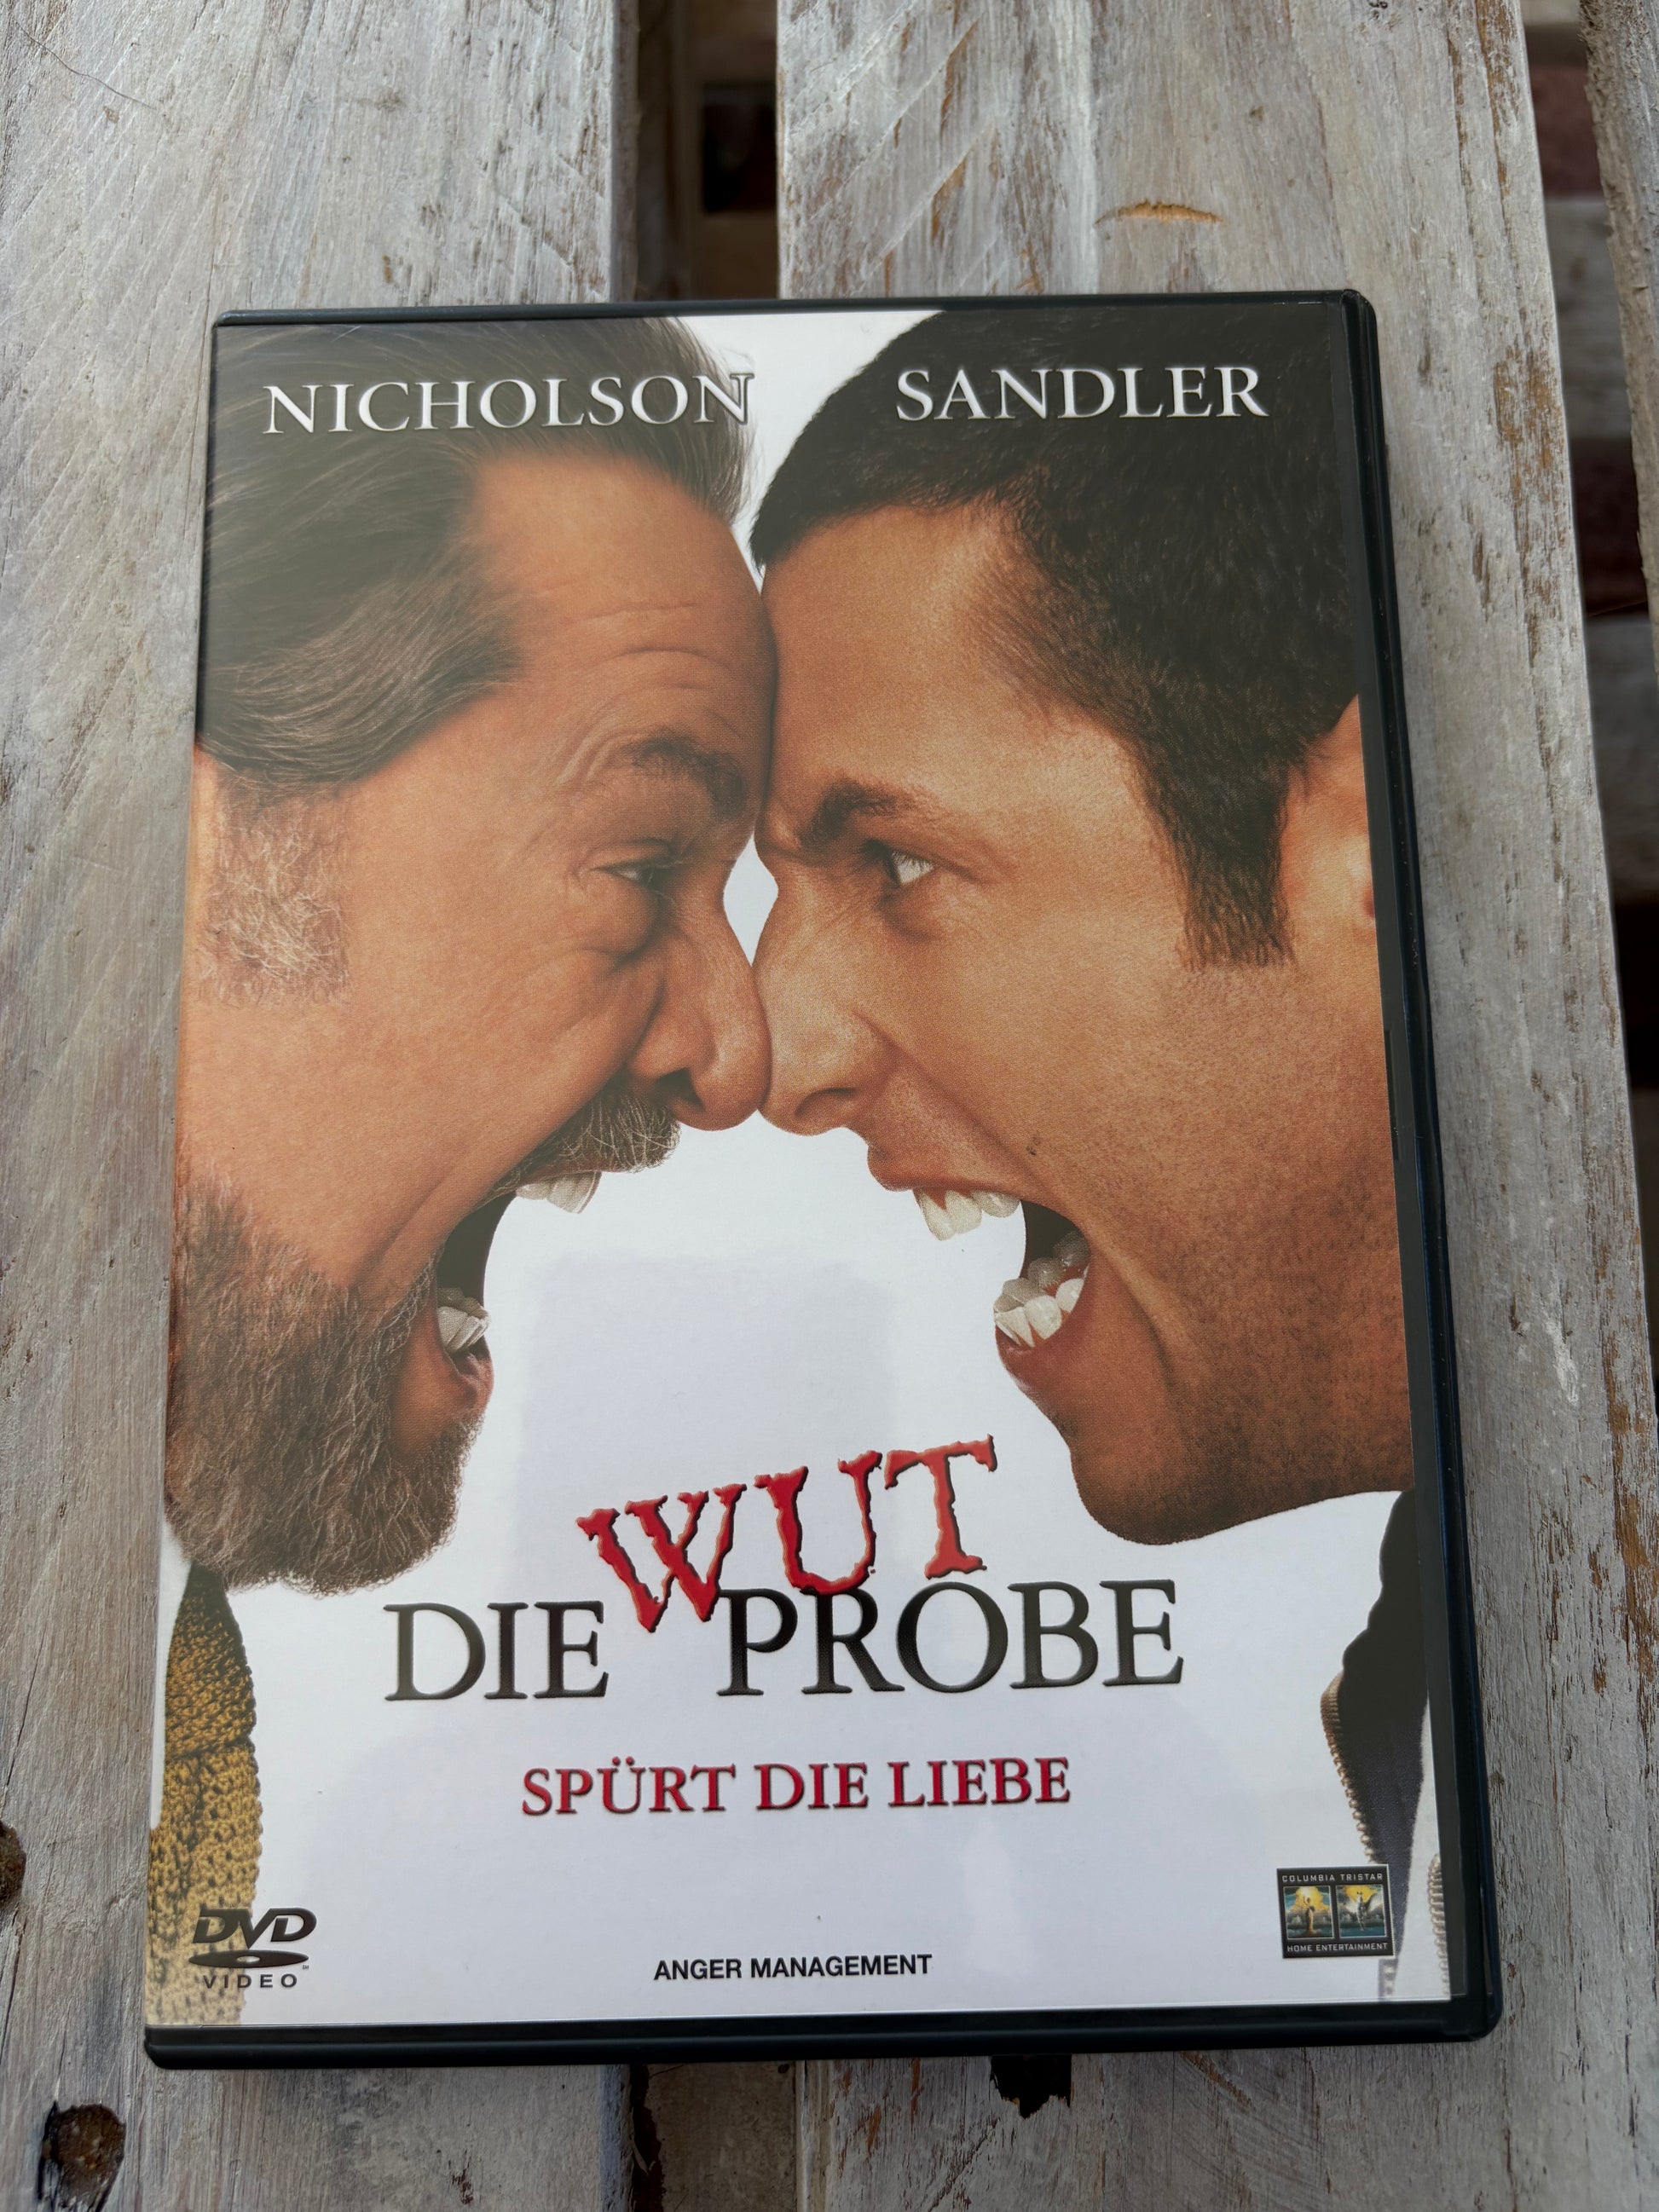 NICHOLSON SANDLER
WUT
DIE PROBE
SPÜRT DIE LIEBE
DVD
VIDEO
ANGER MANAGEMENT
COLUMBIA TRISTAR
HOME ENTERTAINMENT